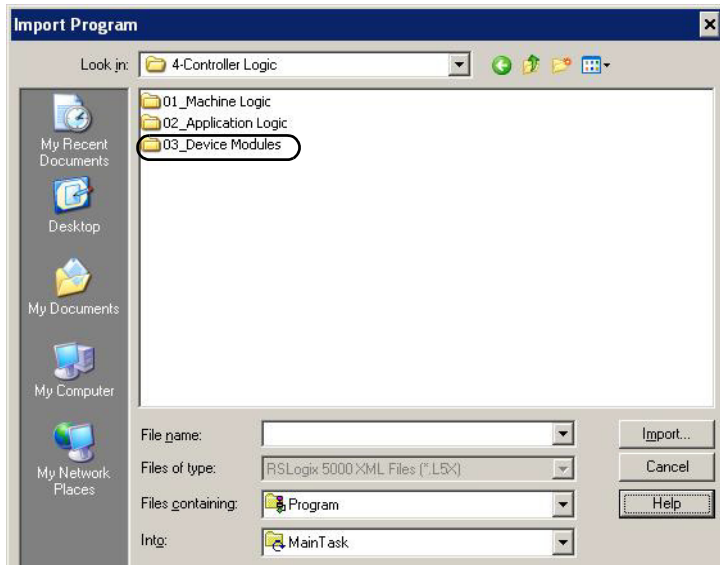 Import Program
Look in:
4-Controller Logic
01_Machine Logic
02_Application Logic
03_Device Modules
My Recent
Documents
Desktop
My Documents
My Computer
My Network
Places
File name:
Import...
Files of type:
RSLogix 5000 XML Files (*.L5X)
Cancel
Files containing:
Program
Help
Into:
MainTask